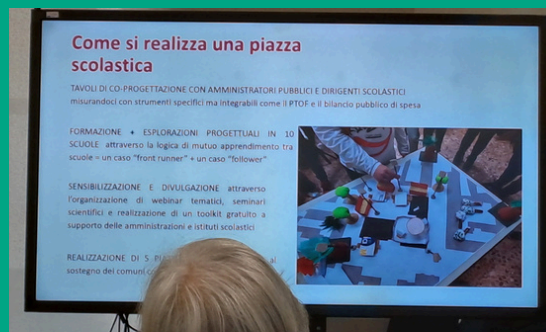 Come si realizza una piazza
scolastica
TAVOLI DI CO-PROGETTAZIONE CON AMMINISTRATORI PUBBLICI E DIRIGENTI SCOLASTICI
misurandoci con strumenti specifici ma integrabili come il PTOF e il bilancio pubblico di spesa
FORMAZIONE + ESPLORAZIONI PROGETTUALI IN 10
SCUOLE attraverso la logica di mutuo apprendimento tra
scuole – un caso "front runner" + un caso "follower"
SENSIBILIZZAZIONE E DIVULGAZIONE attraverso
l'organizzazione di webinar tematici, seminari
scientifici e realizzazione di un toolkit gratuito a
supporto delle amministrazioni e istituti scolastici
REALIZZAZIONE DI 5 al
sostegno dei comuni